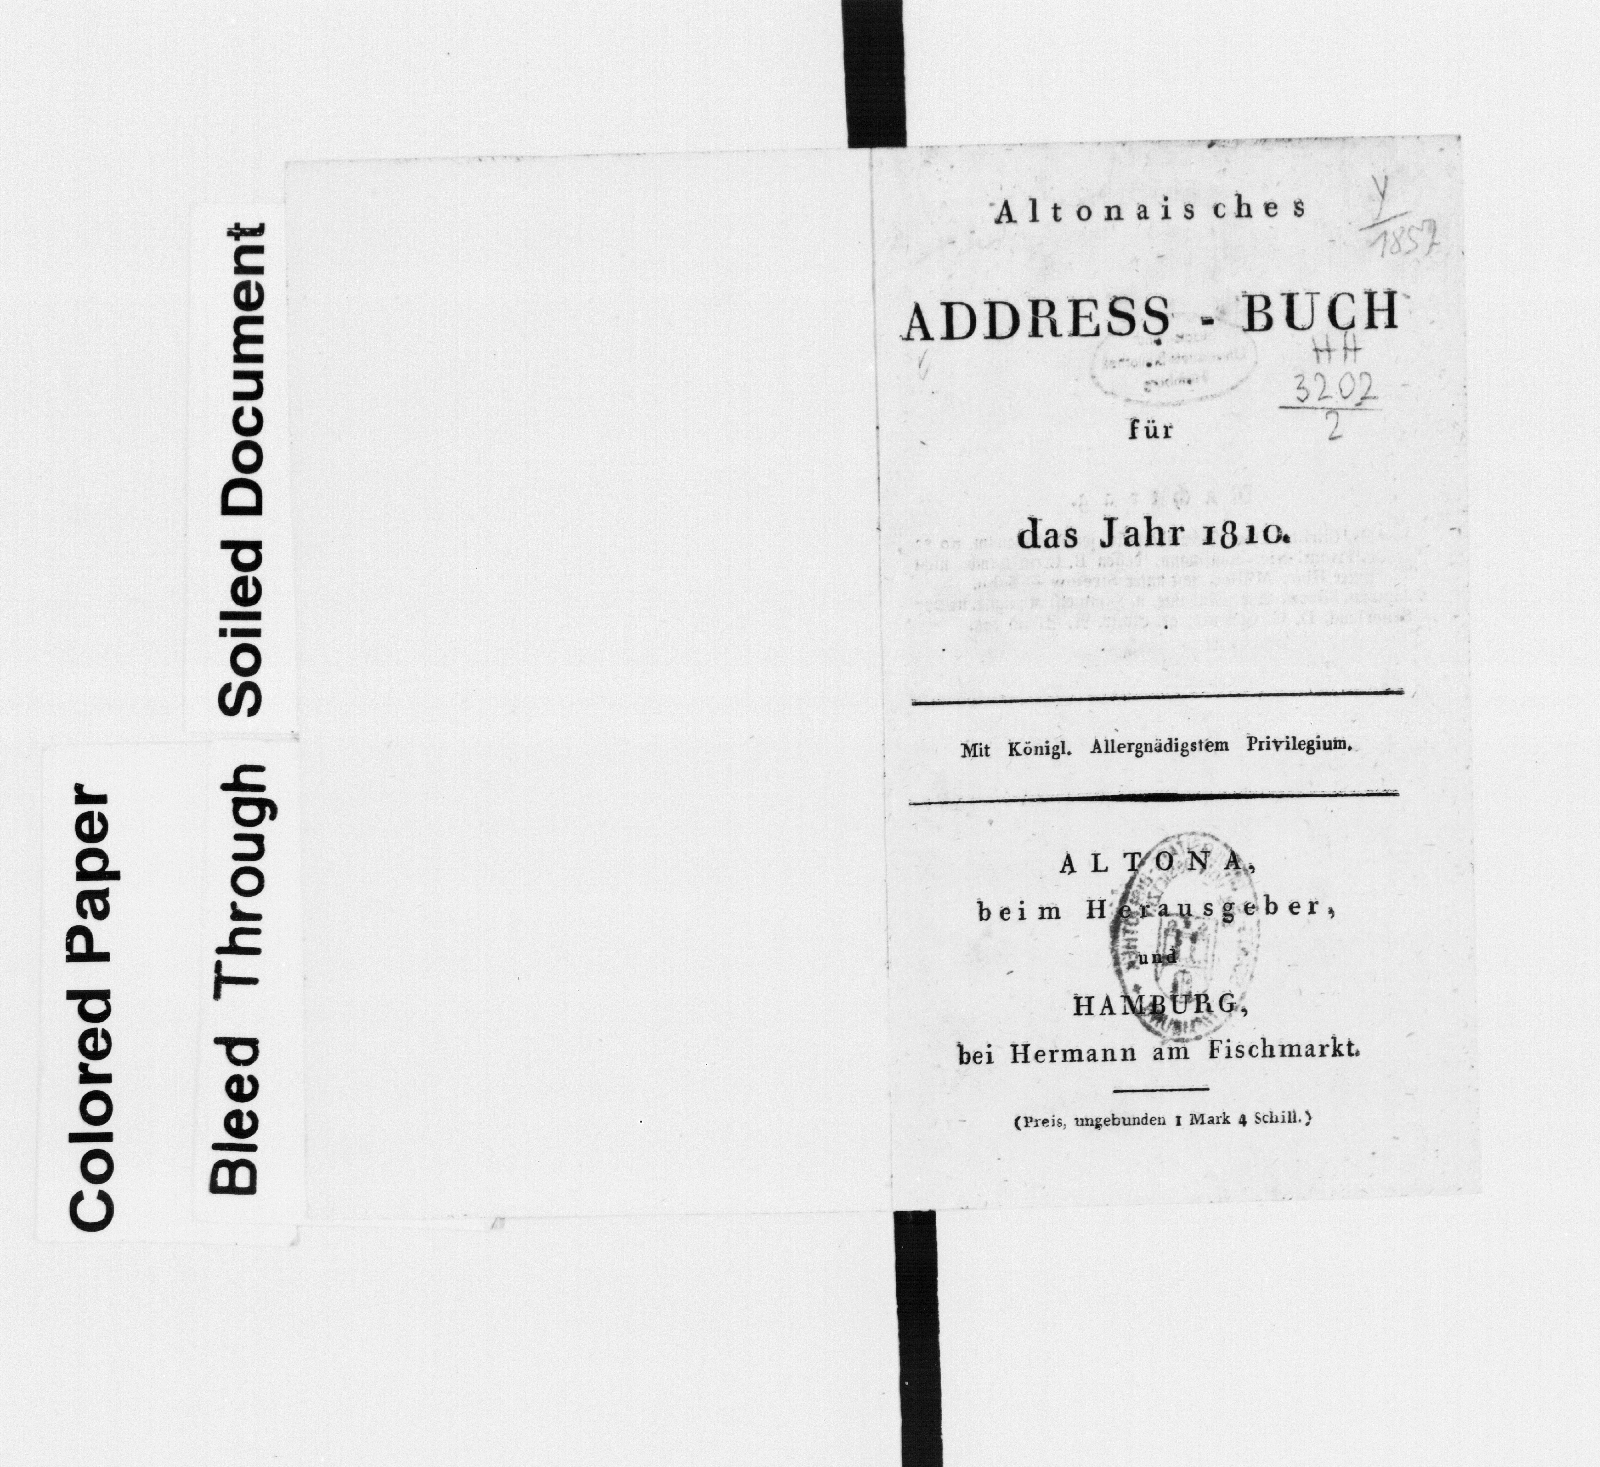 Colored Paper
Bleed Through
Soiled Document
Altonaisches
Y
1857
ADDRESS - BUCH
HH
3202
2
für
das Jahr 1810.
Mit Königl. Allergnädigstem Privilegium.
ALTONA,
beim Herausgeber,
und
HAMBURG,
bei Hermann am Fischmarkt.
(Preis, ungebunden 1 Mark 4 Schill.)